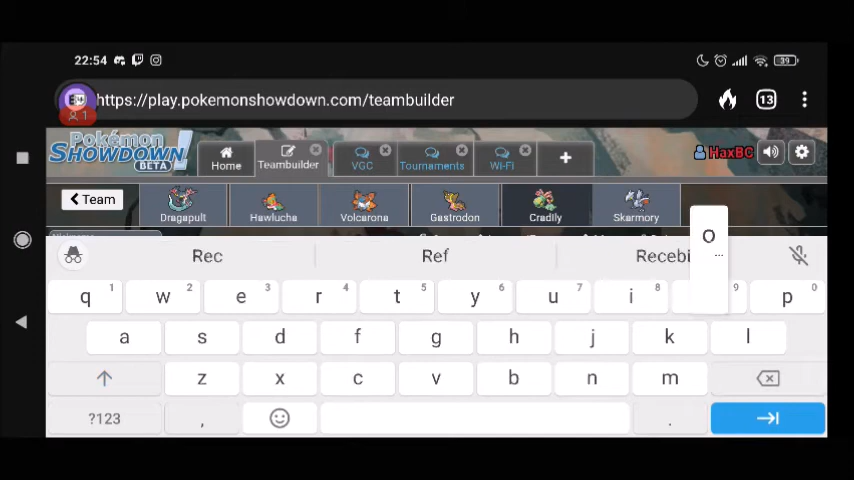 22:54
39
https://play.pokemonshowdown.com/teambuilder
13
1
Pokémon
SHOWDOWN!
BETA
Home
Teambuilder
VGC
Tournaments
WI-FI
HaxBC
Team
Dragapult
Hawlucha
Volcarona
Gastrodon
Cradily
Skarmory
Rec
Ref
Recebi
o
...
q 1 w 2 e 3 r 4 t 5 y 6 u 7 i 8 9 p 0
a s d f g h j k l
z x c v b n m
?123 , .